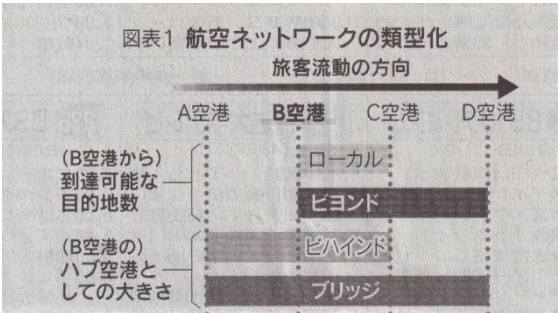 図表1 航空ネットワークの類型化
旅客流動の方向
A空港 B空港 C空港 D空港
(B空港から)
到達可能な
目的地数
ローカル
ビヨンド
(B空港の)
ハブ空港と
しての大きさ
ビハインド
ブリッジ